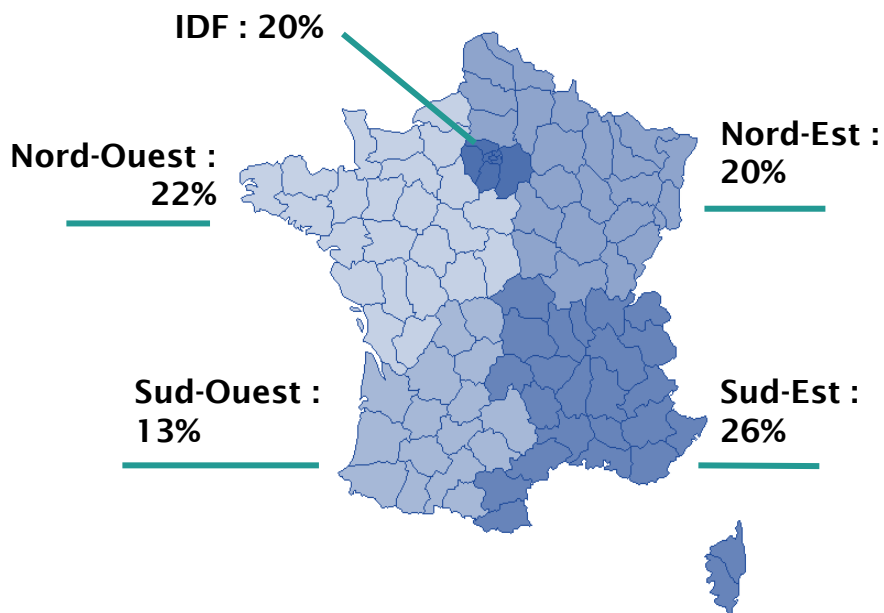 IDF : 20%
Nord-Ouest :
22%
Nord-Est :
20%
Sud-Ouest :
13%
Sud-Est :
26%